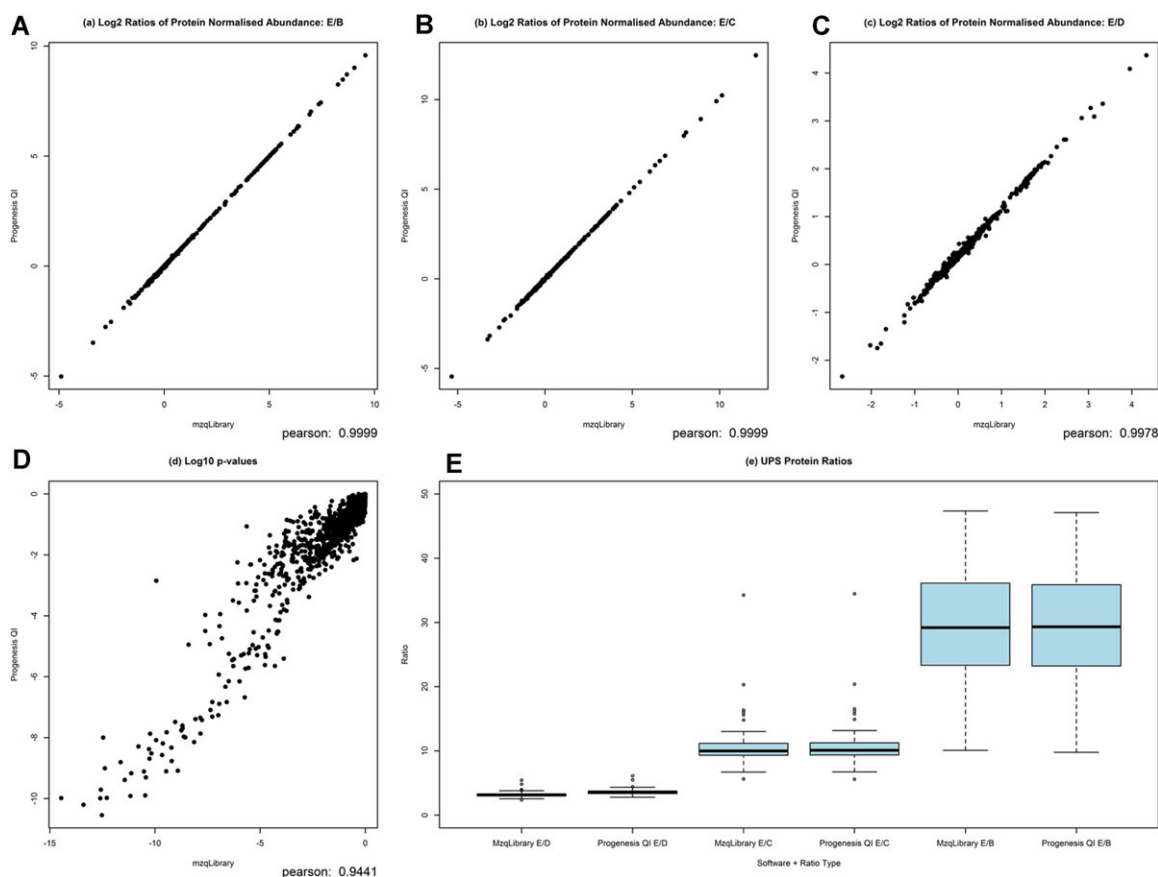 A
(a) Log2 Ratios of Protein Normalised Abundance: E/B
Progenesis QI
10
5
0
-5
-5 0 5 10
mzqLibrary
pearson: 0.9999
B
(b) Log2 Ratios of Protein Normalised Abundance: E/C
Progenesis QI
10
5
0
-5
-5 0 5 10
mzqLibrary
pearson: 0.9999
C
(c) Log2 Ratios of Protein Normalised Abundance: E/D
Progenesis QI
4
3
2
1
0
-1
-2
-2 -1 0 1 2 3 4
mzqLibrary
pearson: 0.9978
D
(d) Log10 p-values
Progenesis QI
0
-2
-4
-6
-8
-10
-15 -10 -5 0
mzqLibrary
pearson: 0.9441
E
(e) UPS Protein Ratios
Ratio
50
40
30
20
10
0
MzqLibrary E/D Progenesis QI E/D MzqLibrary E/C Progenesis QI E/C MzqLibrary E/B Progenesis QI E/B
Software + Ratio Type